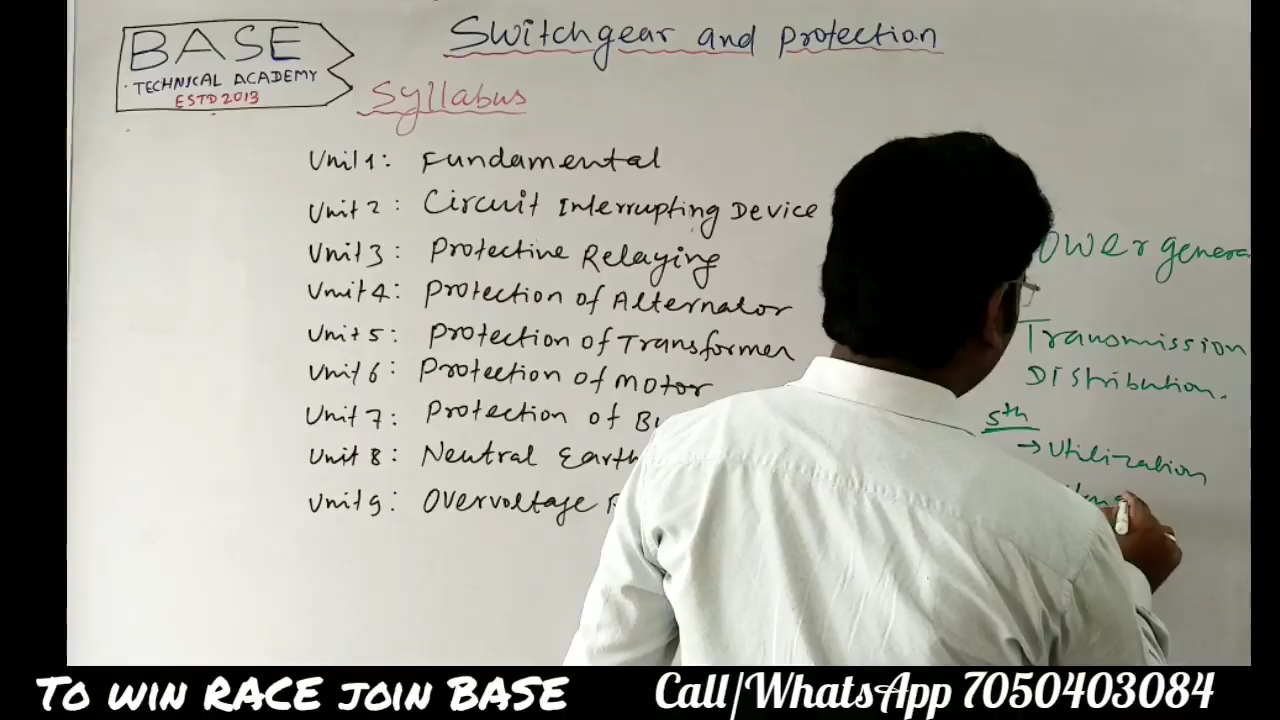 BASE
TECHNICAL ACADEMY
ESTD 2013
Switchgear and protection
Syllabus
Unit 1: Fundamental
Unit 2: Circuit Interrupting Device
Unit 3: Protective Relaying
Unit 4: Protection of Alternator
Unit 5: Protection of Transformer
Unit 6: Protection of Motor
Unit 7: Protection of
Unit 8: Neutral Earth
Unit 9: Overvoltage
ower genera
Transmission
Distribution.
5th
→ Utilization
To win RACE join BASE
Call/WhatsApp 7050403084